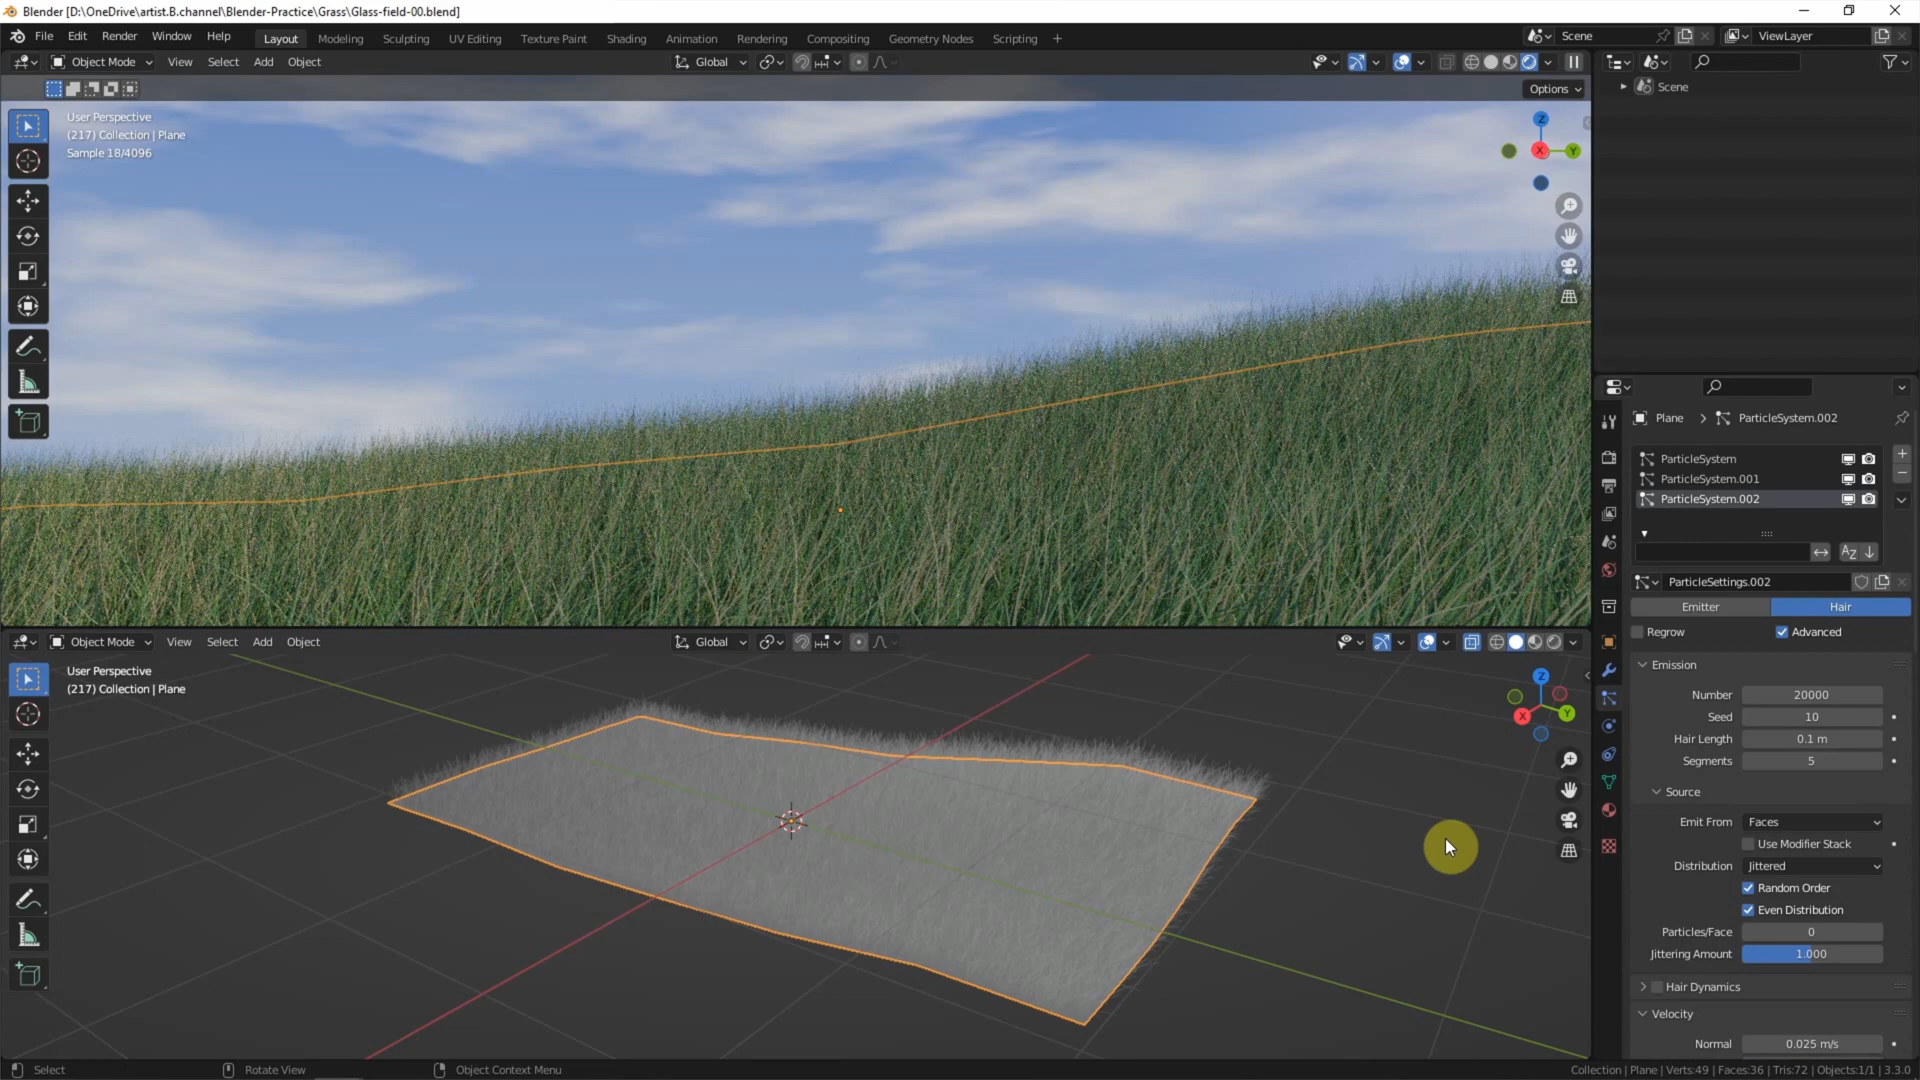 Blender [D:\OneDrive\artist.B.channel\Blender-Practice\Grass\Glass-field-00.blend]
File Edit Render Window Help Layout Modeling Sculpting UV Editing Texture Paint Shading Animation Rendering Compositing Geometry Nodes Scripting + Scene ViewLayer
Object Mode View Select Add Object Global
Options
User Perspective
(217) Collection | Plane
Sample 18/4096
Z
X
Y
Scene
Plane > ParticleSystem.002
ParticleSystem
ParticleSystem.001
ParticleSystem.002
ParticleSettings.002
Emitter Hair
Regrow Advanced
Emission
Number 20000
Seed 10
Hair Length 0.1 m
Segments 5
Source
Emit From Faces
Use Modifier Stack
Distribution Jittered
Random Order
Even Distribution
Particles/Face 0
Jittering Amount 1.000
Hair Dynamics
Velocity
Normal 0.025 m/s
Object Mode View Select Add Object Global
User Perspective
(217) Collection | Plane
Z
X
Y
Select Rotate View Object Context Menu
Collection | Plane | Verts:49 | Faces:36 | Tris:72 | Objects:1/1 | 3.3.0